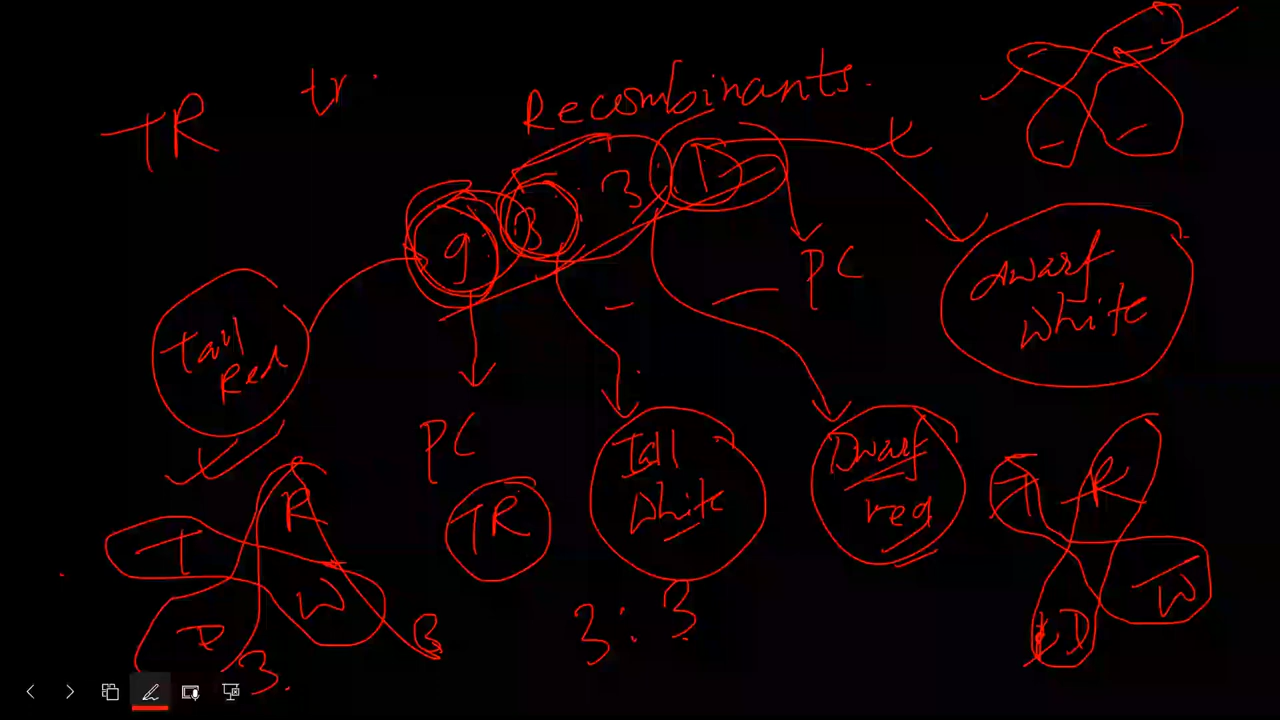 TR tr
Recombinants.
9 3 3 1 t
PC
Dwarf
White
Tall
Red
PC
TR
Tall
White
Dwarf
red
T R
D W
3. 3
3 : 3
T R
D W